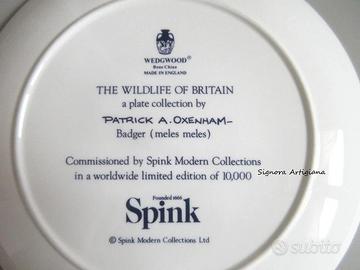 WEDGWOOD®
Bone China
MADE IN ENGLAND
THE WILDLIFE OF BRITAIN
a plate collection by
PATRICK A. OXENHAM
Badger (meles meles)
Commissioned by Spink Modern Collections
in a worldwide limited edition of 10,000
Signora Artigiana
Founded 1666
Spink
© Spink Modern Collections Ltd
subito